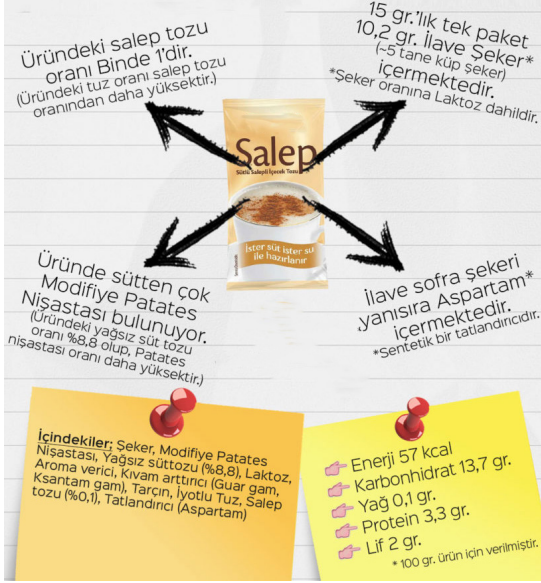 Üründeki salep tozu
oranı Binde 1'dir.
(Üründeki tuz oranı salep tozu
oranından daha yüksektir.)
15 gr.'lık tek paket
10,2 gr. İlave Şeker*
(~5 tane küp şeker)
içermektedir.
*Şeker oranına Laktoz dahildir.
Salep
Sütlü Salepli İçecek Tozu
İster süt ister su
ile hazırlanır
Üründe sütten çok
Modifiye Patates
Nişastası bulunuyor.
(Üründeki yağsız süt tozu
oranı %8,8 olup, Patates
nişastası oranı daha yüksektir.)
İlave sofra şekeri
yanısıra Aspartam*
içermektedir.
*Sentetik bir tatlandırıcıdır.
İçindekiler: Şeker, Modifiye Patates
Nişastası, Yağsız süttozu (%8,8), Laktoz,
Aroma verici, Kıvam arttırıcı (Guar gam,
Ksantam gam), Tarçın, İyotlu Tuz, Salep
tozu (%0,1), Tatlandırıcı (Aspartam)
Enerji 57 kcal
Karbonhidrat 13,7 gr.
Yağ 0,1 gr.
Protein 3,3 gr.
Lif 2 gr.
* 100 gr. ürün için verilmiştir.